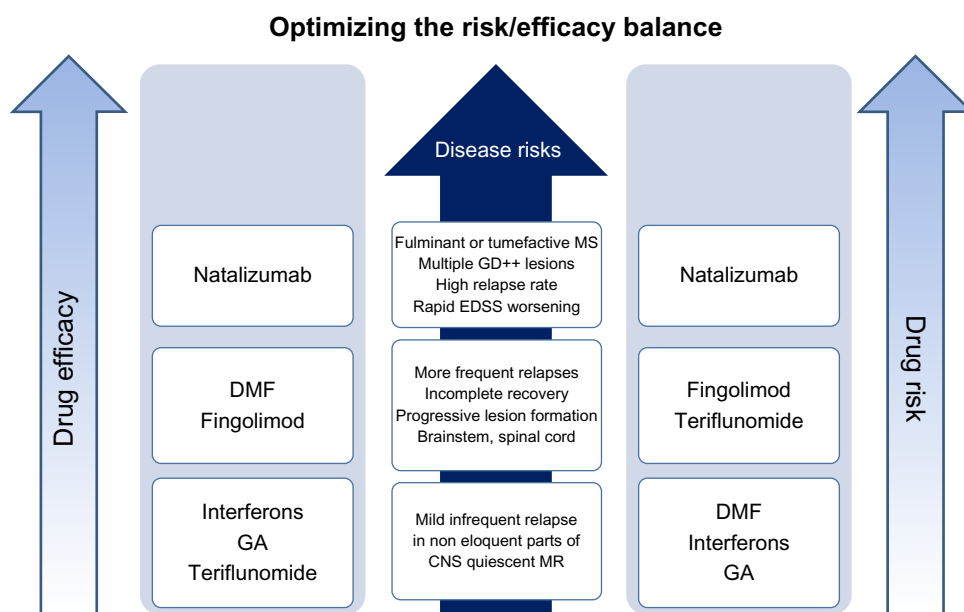 Optimizing the risk/efficacy balance
Drug efficacy
Natalizumab
DMF
Fingolimod
Interferons
GA
Teriflunomide
Disease risks
Fulminant or tumefactive MS
Multiple GD++ lesions
High relapse rate
Rapid EDSS worsening
More frequent relapses
Incomplete recovery
Progressive lesion formation
Brainstem, spinal cord
Mild infrequent relapse
in non eloquent parts of
CNS quiescent MR
Natalizumab
Fingolimod
Teriflunomide
DMF
Interferons
GA
Drug risk